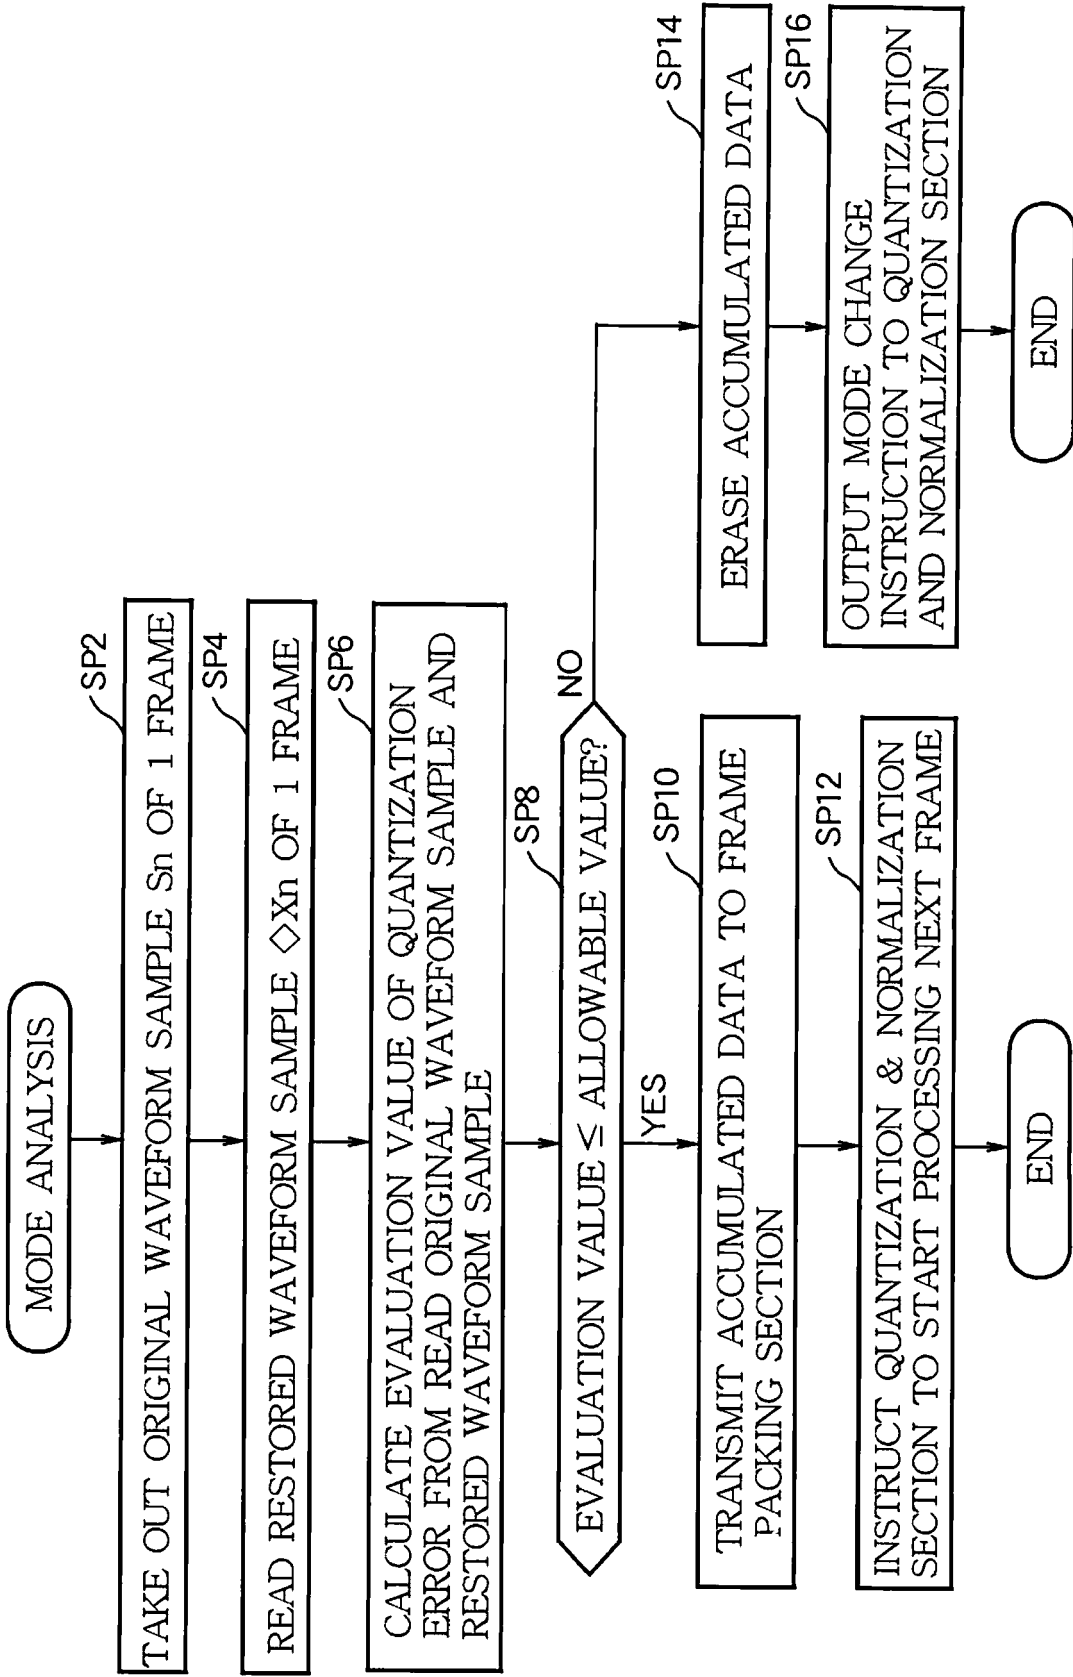 MODE ANALYSIS
SP2
TAKE OUT ORIGINAL WAVEFORM SAMPLE Sn OF 1 FRAME
SP4
READ RESTORED WAVEFORM SAMPLE ◇Xn OF 1 FRAME
SP6
CALCULATE EVALUATION VALUE OF QUANTIZATION
ERROR FROM READ ORIGINAL WAVEFORM SAMPLE AND
RESTORED WAVEFORM SAMPLE
SP8
EVALUATION VALUE ≤ ALLOWABLE VALUE?
NO
YES
SP10
TRANSMIT ACCUMULATED DATA TO FRAME
PACKING SECTION
SP12
INSTRUCT QUANTIZATION & NORMALIZATION
SECTION TO START PROCESSING NEXT FRAME
END
SP14
ERASE ACCUMULATED DATA
SP16
OUTPUT MODE CHANGE
INSTRUCTION TO QUANTIZATION
AND NORMALIZATION SECTION
END